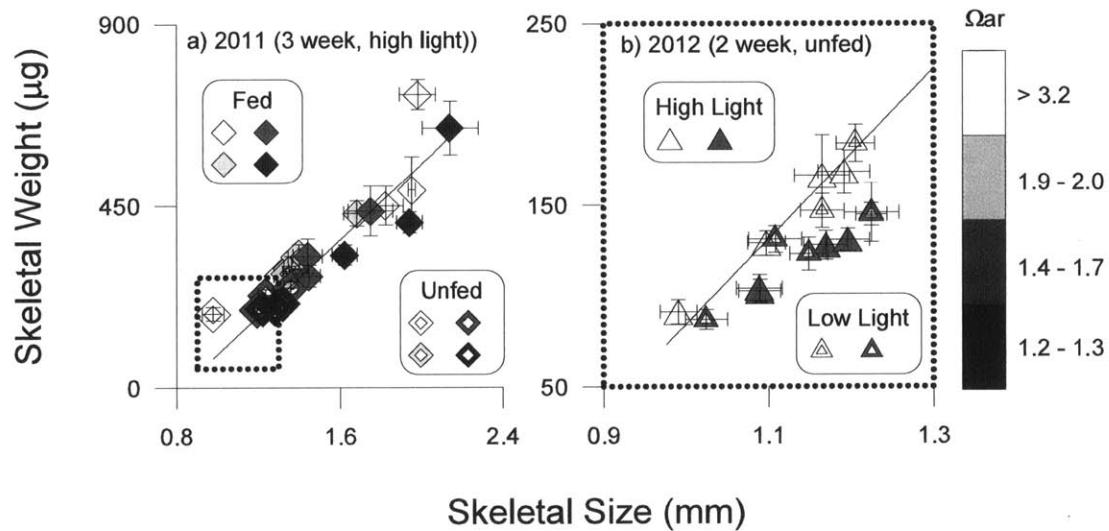 900
450
0
Skeletal Weight (µg)
a) 2011 (3 week, high light))
Fed
Unfed
0.8
1.6
2.4
250
150
50
b) 2012 (2 week, unfed)
High Light
Low Light
0.9
1.1
1.3
Skeletal Size (mm)
Ωar
> 3.2
1.9 - 2.0
1.4 - 1.7
1.2 - 1.3